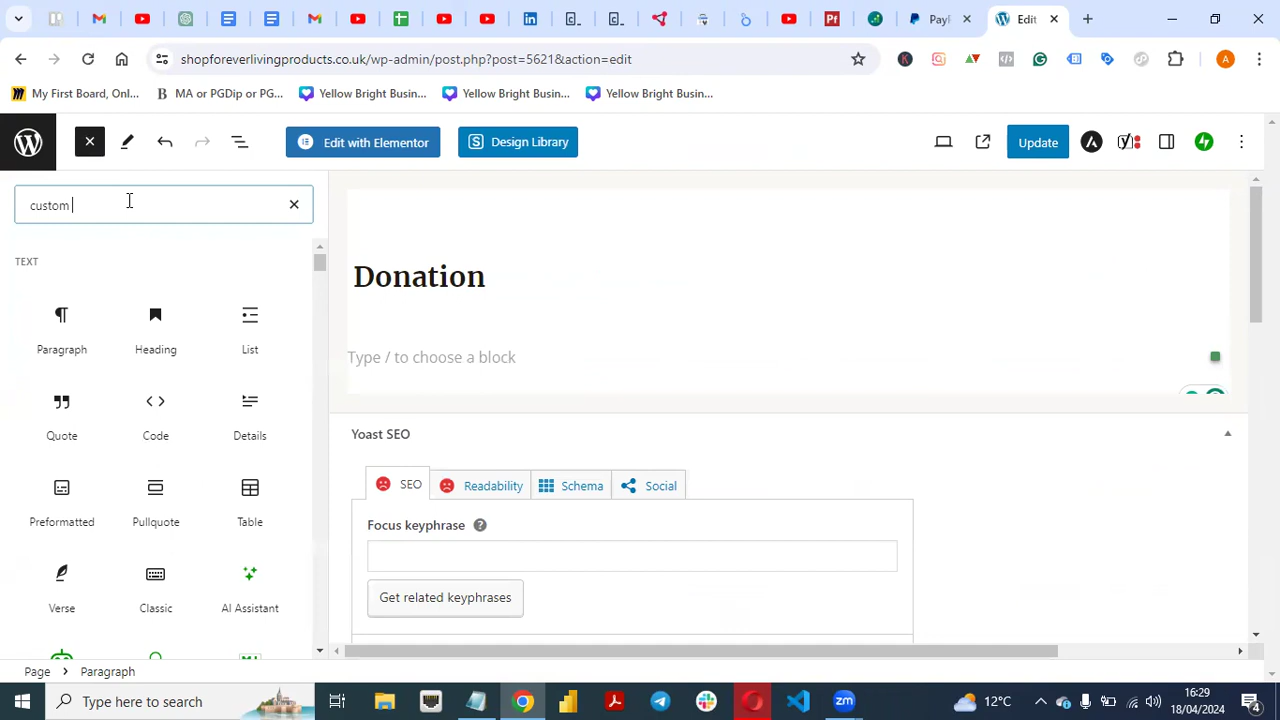 PayP
Edit
shopforeverlivingproducts.co.uk/wp-admin/post.php?post=5621&action=edit
My First Board, Onl...
MA or PGDip or PG...
Yellow Bright Busin...
Yellow Bright Busin...
Yellow Bright Busin...
Edit with Elementor
Design Library
Update
custom
TEXT
Paragraph
Heading
List
Quote
Code
Details
Preformatted
Pullquote
Table
Verse
Classic
AI Assistant
Donation
Type / to choose a block
Yoast SEO
SEO
Readability
Schema
Social
Focus keyphrase
Get related keyphrases
Page
Paragraph
Type here to search
12°C
16:29
18/04/2024
4